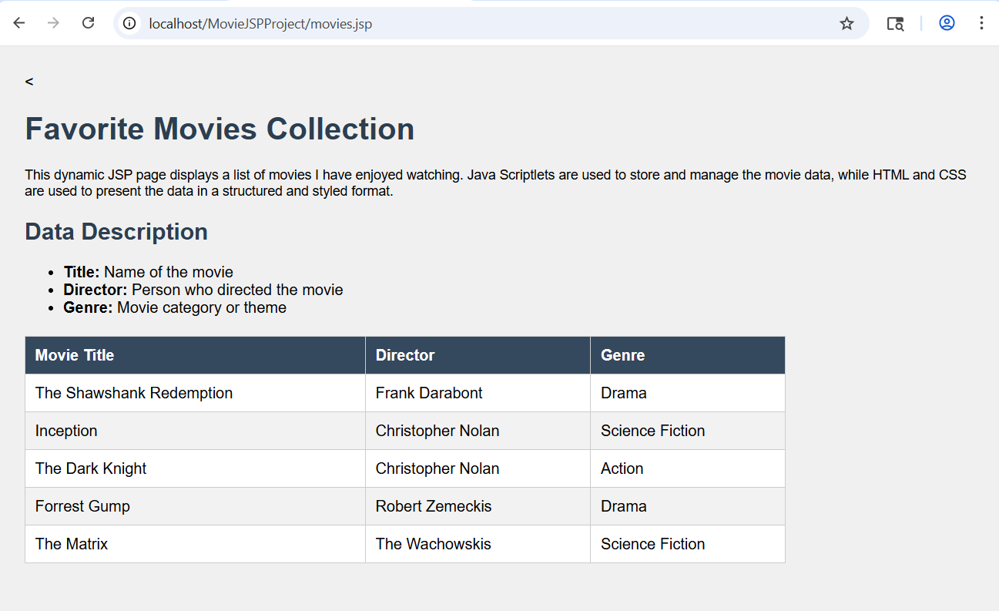 localhost/MovieJSPProject/movies.jsp
<
Favorite Movies Collection
This dynamic JSP page displays a list of movies I have enjoyed watching. Java Scriptlets are used to store and manage the movie data, while HTML and CSS
are used to present the data in a structured and styled format.
Data Description
• Title: Name of the movie
• Director: Person who directed the movie
• Genre: Movie category or theme
Movie Title Director Genre
The Shawshank Redemption Frank Darabont Drama
Inception Christopher Nolan Science Fiction
The Dark Knight Christopher Nolan Action
Forrest Gump Robert Zemeckis Drama
The Matrix The Wachowskis Science Fiction